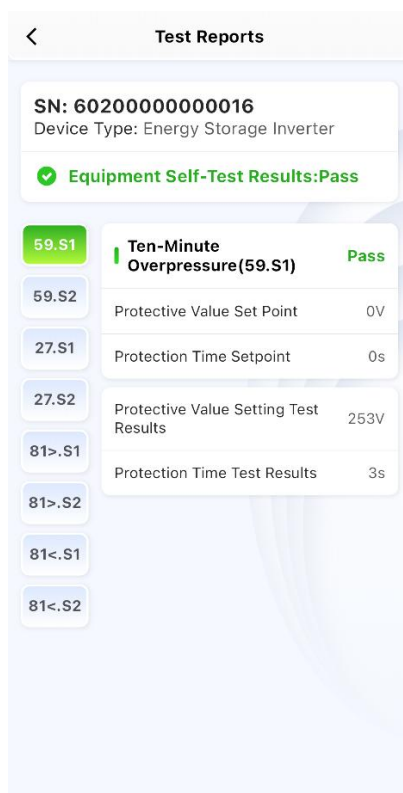 Test Reports
SN: 60200000000016
Device Type: Energy Storage Inverter
Equipment Self-Test Results:Pass
59.S1
59.S2
27.S1
27.S2
81>.S1
81>.S2
81<.S1
81<.S2
Ten-Minute
Overpressure(59.S1)
Pass
Protective Value Set Point 0V
Protection Time Setpoint 0s
Protective Value Setting Test
Results
253V
Protection Time Test Results 3s